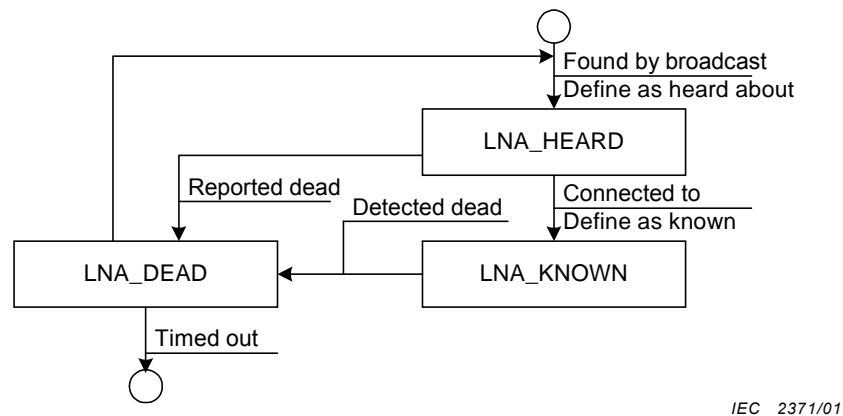 Found by broadcast
Define as heard about
LNA_HEARD
Reported dead
Connected to
Detected dead
Define as known
LNA_DEAD
LNA_KNOWN
Timed out
IEC 2371/01